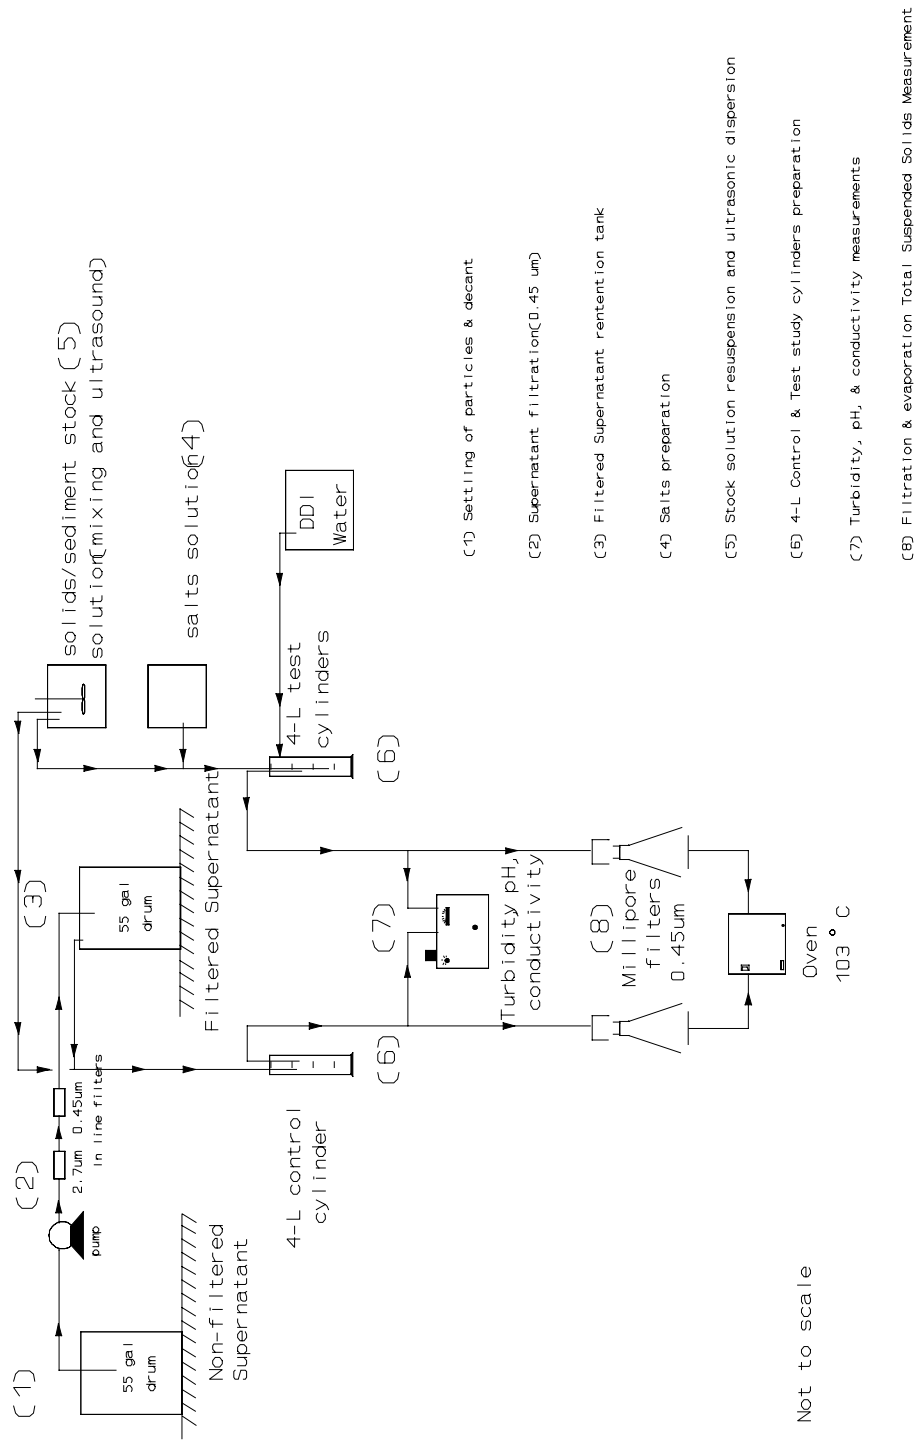 (1)
55 gal
drum
Non-filtered
Supernatant
pump
(2)
2.7um 0.45um
In line filters
(3)
55 gal
drum
Filtered Supernatant
solids/sediment stock (5)
solution(mixing and ultrasound)
salts solution(4)
DDI
Water
4-L test
cylinders
(6)
4-L control
cylinder
(6)
(7)
Turbidity pH,
conductivity
(8)
Millipore
filters
0.45um
Oven
103 ° C
(1) Settling of particles & decant
(2) Supernatant filtration(0.45 um)
(3) Filtered Supernatant rentention tank
(4) Salts preparation
(5) Stock solution resuspension and ultrasonic dispersion
(6) 4-L Control & Test study cylinders preparation
(7) Turbidity, pH, & conductivity measurements
(8) Filtration & evaporation Total Suspended Solids Measurement
Not to scale